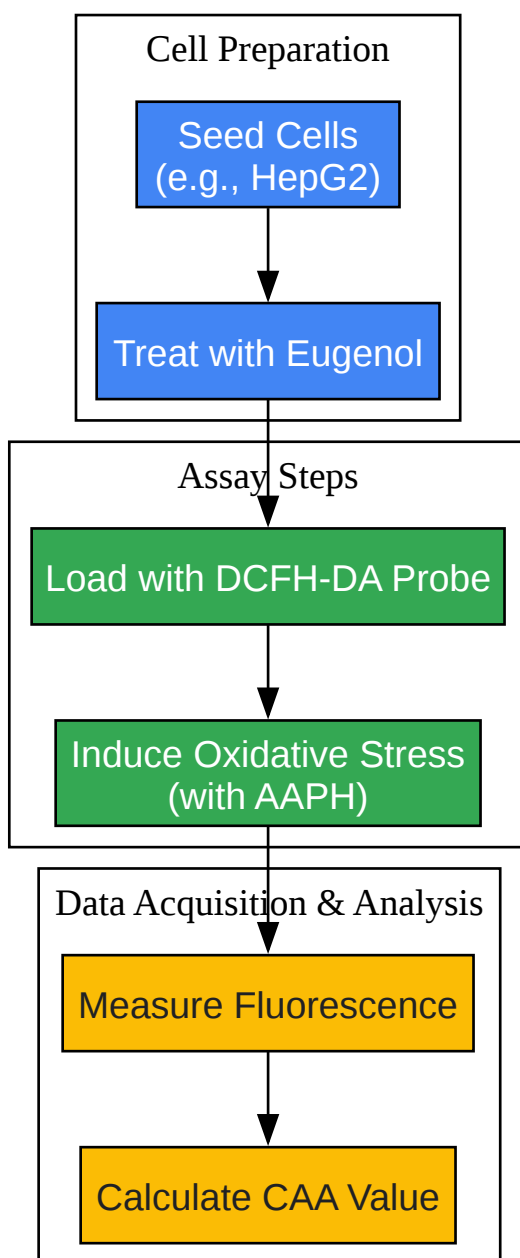 Cell Preparation
Seed Cells
(e.g., HepG2)
Treat with Eugenol
Assay Steps
Load with DCFH-DA Probe
Induce Oxidative Stress
(with AAPH)
Data Acquisition & Analysis
Measure Fluorescence
Calculate CAA Value